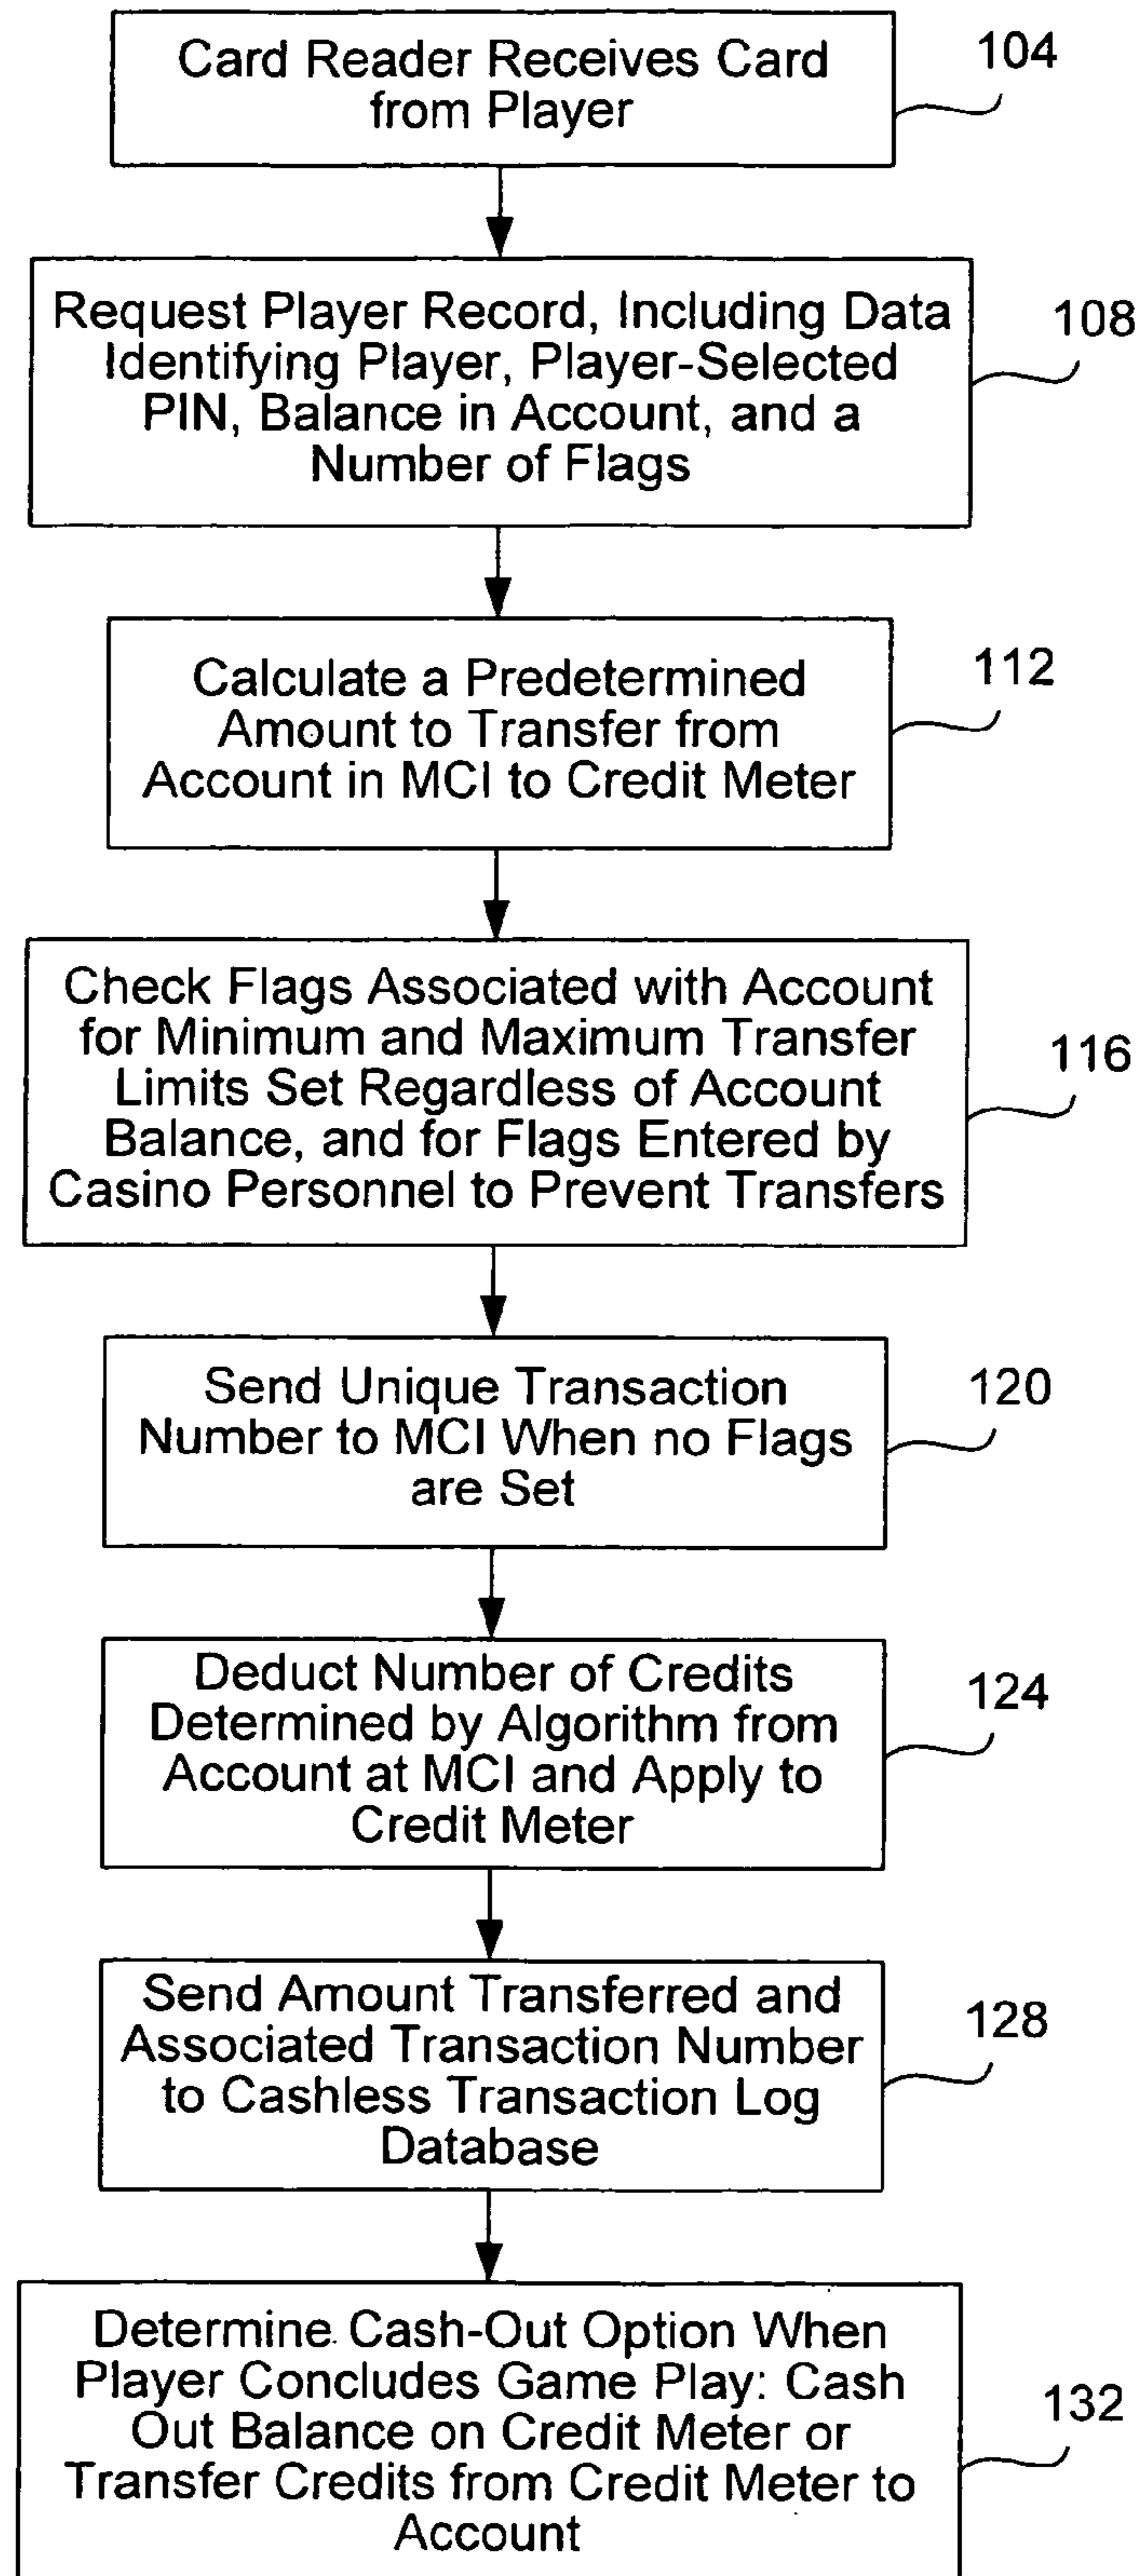 Card Reader Receives Card
from Player
104
Request Player Record, Including Data
Identifying Player, Player-Selected
PIN, Balance in Account, and a
Number of Flags
108
Calculate a Predetermined
Amount to Transfer from
Account in MCI to Credit Meter
112
Check Flags Associated with Account
for Minimum and Maximum Transfer
Limits Set Regardless of Account
Balance, and for Flags Entered by
Casino Personnel to Prevent Transfers
116
Send Unique Transaction
Number to MCI When no Flags
are Set
120
Deduct Number of Credits
Determined by Algorithm from
Account at MCI and Apply to
Credit Meter
124
Send Amount Transferred and
Associated Transaction Number
to Cashless Transaction Log
Database
128
Determine Cash-Out Option When
Player Concludes Game Play: Cash
Out Balance on Credit Meter or
Transfer Credits from Credit Meter to
Account
132